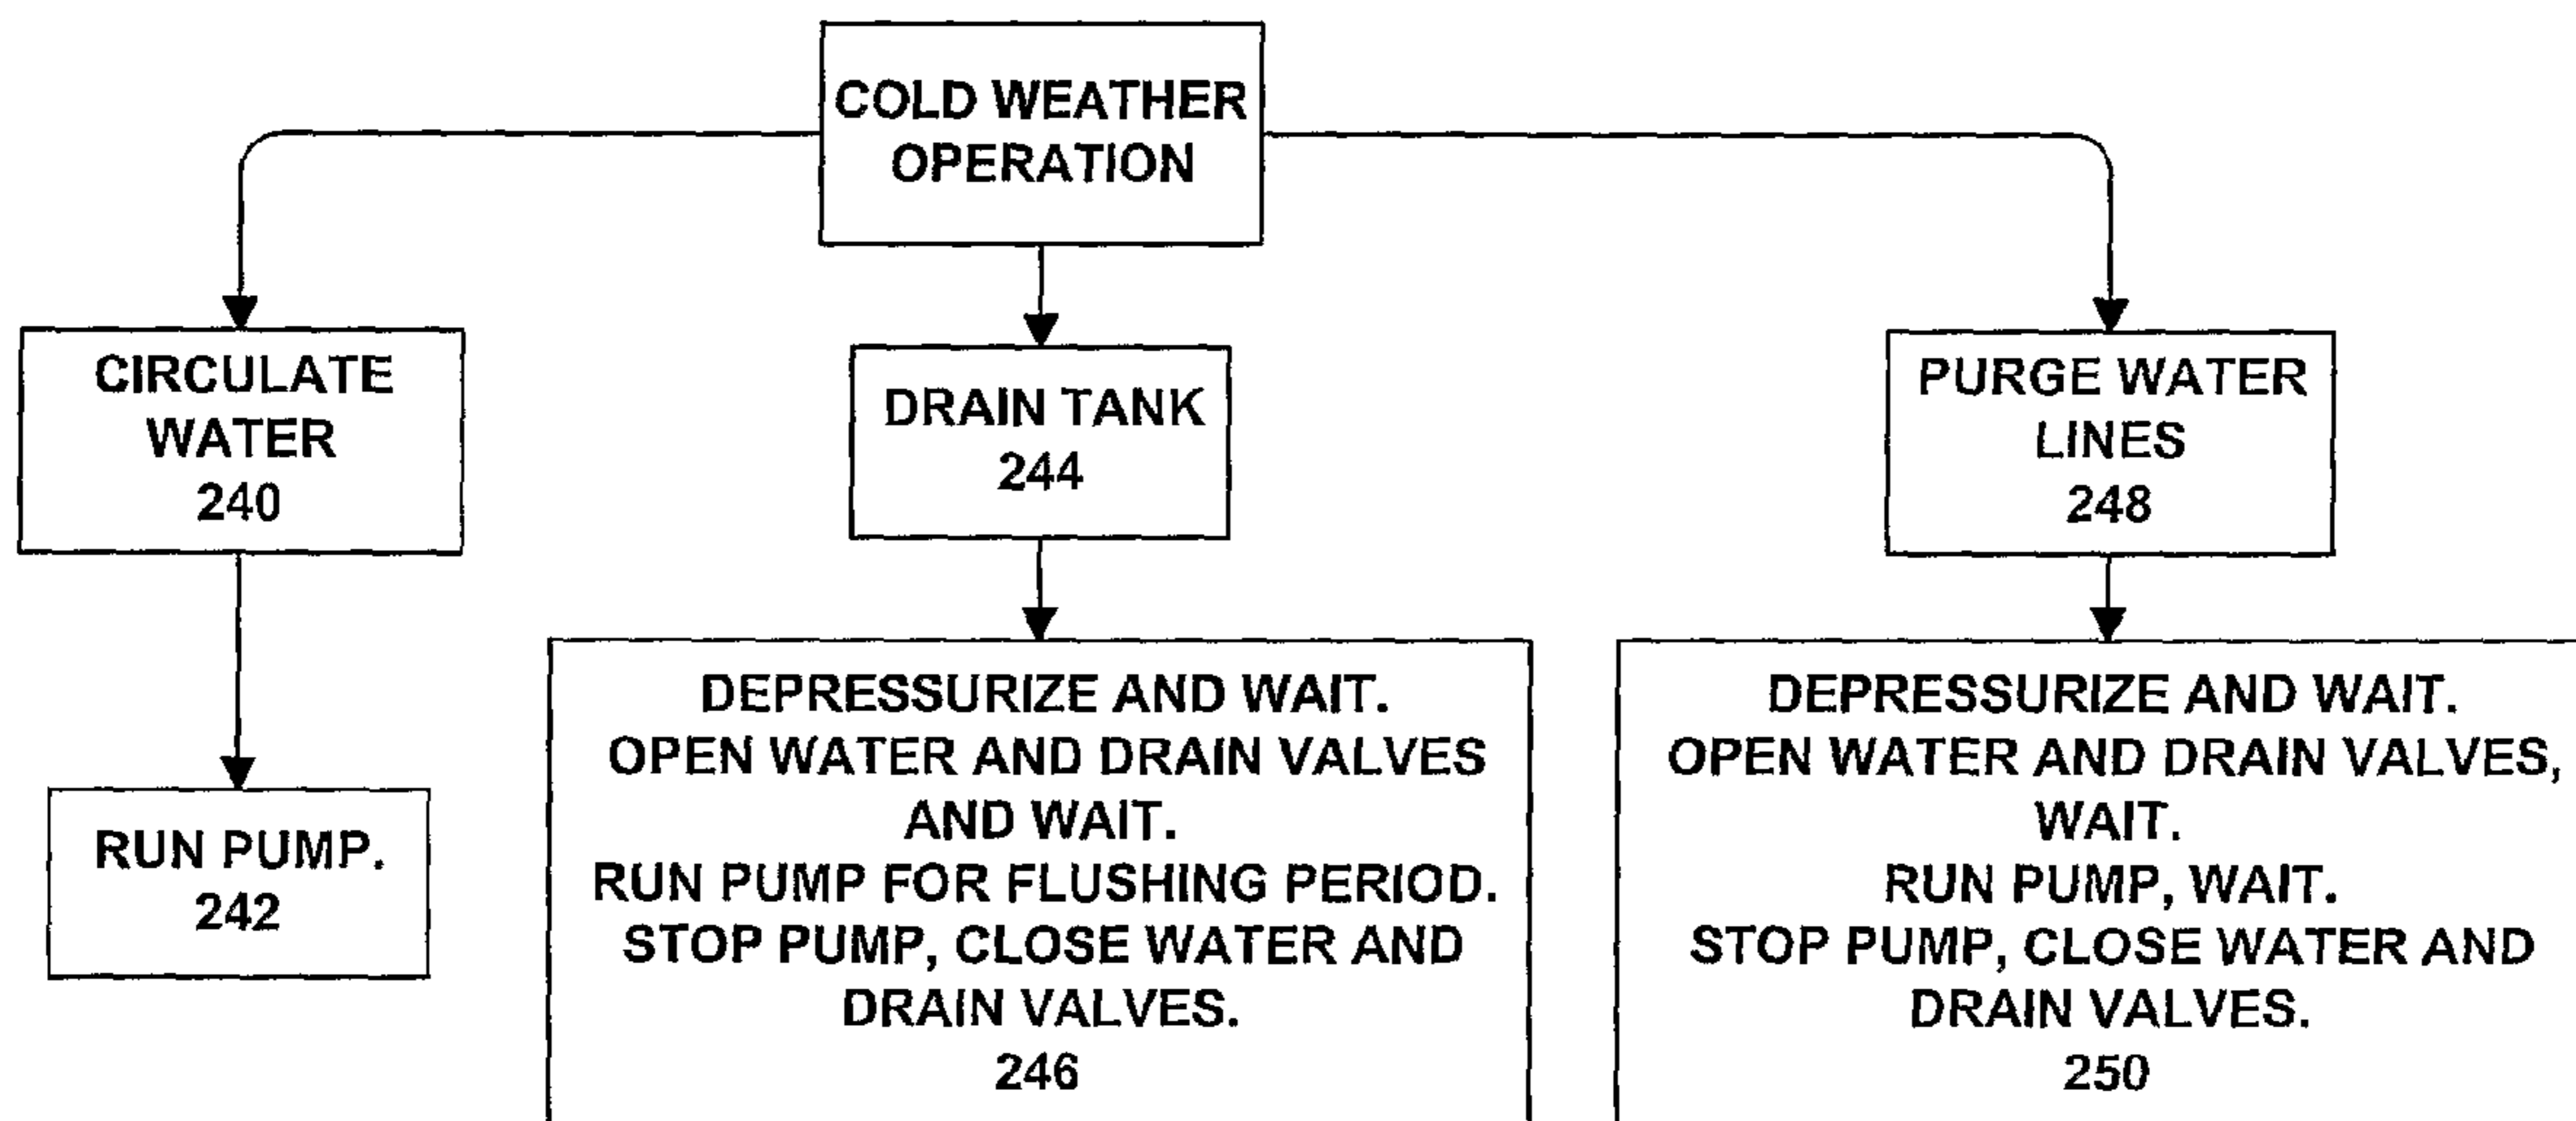 COLD WEATHER
OPERATION
CIRCULATE
WATER
240
DRAIN TANK
244
PURGE WATER
LINES
248
RUN PUMP.
242
DEPRESSURIZE AND WAIT.
OPEN WATER AND DRAIN VALVES
AND WAIT.
RUN PUMP FOR FLUSHING PERIOD.
STOP PUMP, CLOSE WATER AND
DRAIN VALVES.
246
DEPRESSURIZE AND WAIT.
OPEN WATER AND DRAIN VALVES,
WAIT.
RUN PUMP, WAIT.
STOP PUMP, CLOSE WATER AND
DRAIN VALVES.
250